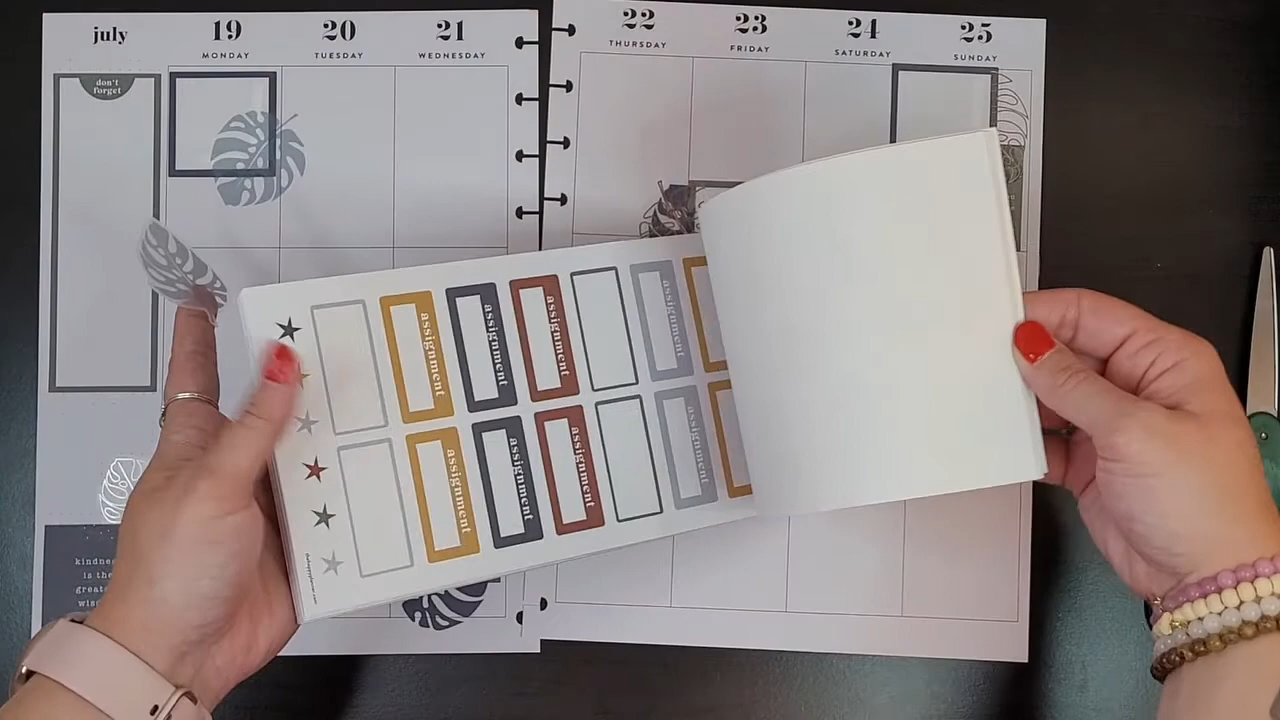 july
19
MONDAY
20
TUESDAY
21
WEDNESDAY
22
THURSDAY
23
FRIDAY
24
SATURDAY
25
SUNDAY
don't
forget
assignment
assignment
assignment
assignment
assignment
assignment
assignment
assignment
is the